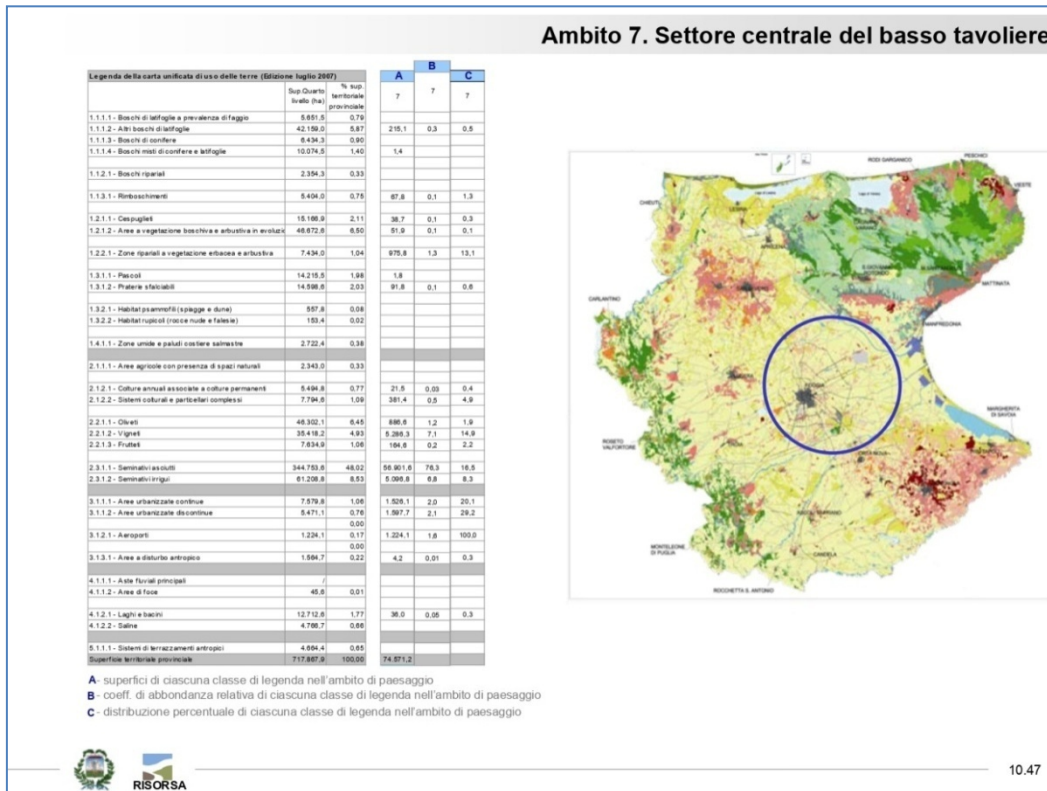 Ambito 7. Settore centrale del basso tavoliere
Legenda della carta unificata di uso delle terre (Edizione luglio 2007) A B C
Sup.Quarto livello (ha) % sup. territoriale provinciale 7 7 7
1.1.1.1 - Boschi di latifoglie a prevalenza di faggio 5.651,5 0,79
1.1.1.2 - Altri boschi di latifoglie 42.159,0 5,87 215,1 0,3 0,5
1.1.1.3 - Boschi di conifere 6.434,3 0,90
1.1.1.4 - Boschi misti di conifere e latifoglie 10.074,5 1,40 1,4
1.1.2.1 - Boschi ripariali 2.354,3 0,33
1.1.3.1 - Rimboschimenti 5.404,0 0,75 67,8 0,1 1,3
1.2.1.1 - Cespuglieti 15.166,9 2,11 38,7 0,1 0,3
1.2.1.2 - Aree a vegetazione boschiva e arbustiva in evoluzi 46.672,6 6,50 51,9 0,1 0,1
1.2.2.1 - Zone ripariali a vegetazione erbacea e arbustiva 7.434,0 1,04 975,8 1,3 13,1
1.3.1.1 - Pascoli 14.215,5 1,98 1,8
1.3.1.2 - Praterie sfalciabili 14.598,6 2,03 91,8 0,1 0,6
1.3.2.1 - Habitat psammofili (spiagge e dune) 557,8 0,08
1.3.2.2 - Habitat rupicoli (rocce nude e falesie) 153,4 0,02
1.4.1.1 - Zone umide e paludi costiere salmastre 2.722,4 0,38
2.1.1.1 - Aree agricole con presenza di spazi naturali 2.343,0 0,33
2.1.2.1 - Colture annuali associate a colture permanenti 5.494,8 0,77 21,5 0,03 0,4
2.1.2.2 - Sistemi colturali e particellari complessi 7.794,6 1,09 381,4 0,5 4,9
2.2.1.1 - Oliveti 46.302,1 6,45 886,6 1,2 1,9
2.2.1.2 - Vigneti 35.418,2 4,93 5.286,3 7,1 14,9
2.2.1.3 - Frutteti 7.634,9 1,06 164,6 0,2 2,2
2.3.1.1 - Seminativi asciutti 344.753,6 48,02 56.901,6 76,3 16,5
2.3.1.2 - Seminativi irrigui 61.208,8 8,53 5.096,8 6,8 8,3
3.1.1.1 - Aree urbanizzate continue 7.579,8 1,06 1.526,1 2,0 20,1
3.1.1.2 - Aree urbanizzate discontinue 5.471,1 0,76 1.597,7 2,1 29,2
0,00
3.1.2.1 - Aeroporti 1.224,1 0,17 1.224,1 1,6 100,0
0,00
3.1.3.1 - Aree a disturbo antropico 1.564,7 0,22 4,2 0,01 0,3
4.1.1.1 - Aste fluviali principali /
4.1.1.2 - Aree di foce 45,6 0,01
4.1.2.1 - Laghi e bacini 12.712,6 1,77 36,0 0,05 0,3
4.1.2.2 - Saline 4.766,7 0,66
5.1.1.1 - Sistemi di terrazzamenti antropici 4.664,4 0,65
Superficie territoriale provinciale 717.867,9 100,00 74.571,2
A - superfici di ciascuna classe di legenda nell'ambito di paesaggio
B - coeff. di abbondanza relativa di ciascuna classe di legenda nell'ambito di paesaggio
C - distribuzione percentuale di ciascuna classe di legenda nell'ambito di paesaggio
RODI GARGANICO
PESCHICI
VIESTE
CHIEUTI
LESINA
APRICENA
S.GIOVANNI ROTONDO
MATTINATA
CARLANTINO
MANFREDONIA
FOGGIA
MARGHERITA DI SAVOIA
ROSETO VALFORTORE
MONTELEONE DI PUGLIA
CANDELA
ROCCHETTA S. ANTONIO
RISORSA
10.47